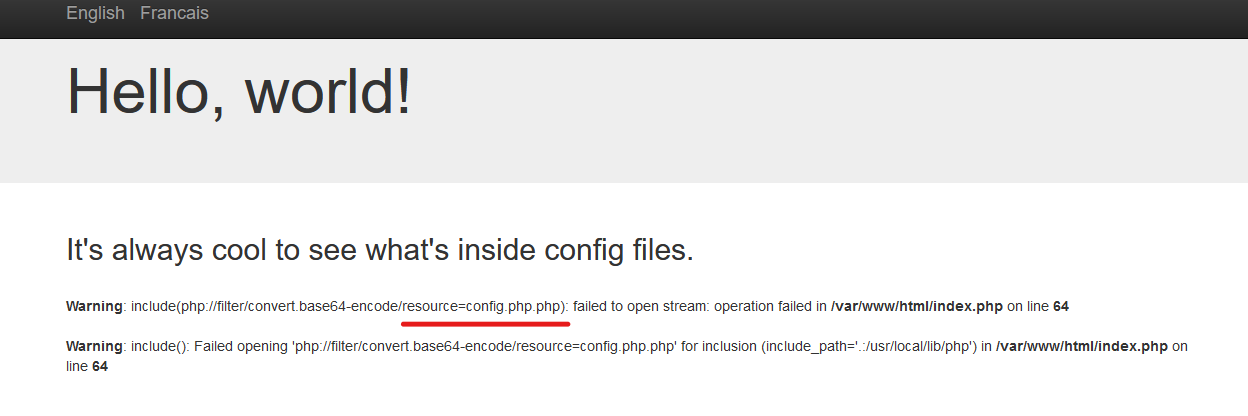 English Francais
Hello, world!
It's always cool to see what's inside config files.
Warning: include(php://filter/convert.base64-encode/resource=config.php.php): failed to open stream: operation failed in /var/www/html/index.php on line 64
Warning: include(): Failed opening 'php://filter/convert.base64-encode/resource=config.php.php' for inclusion (include_path='.:/usr/local/lib/php') in /var/www/html/index.php on
line 64